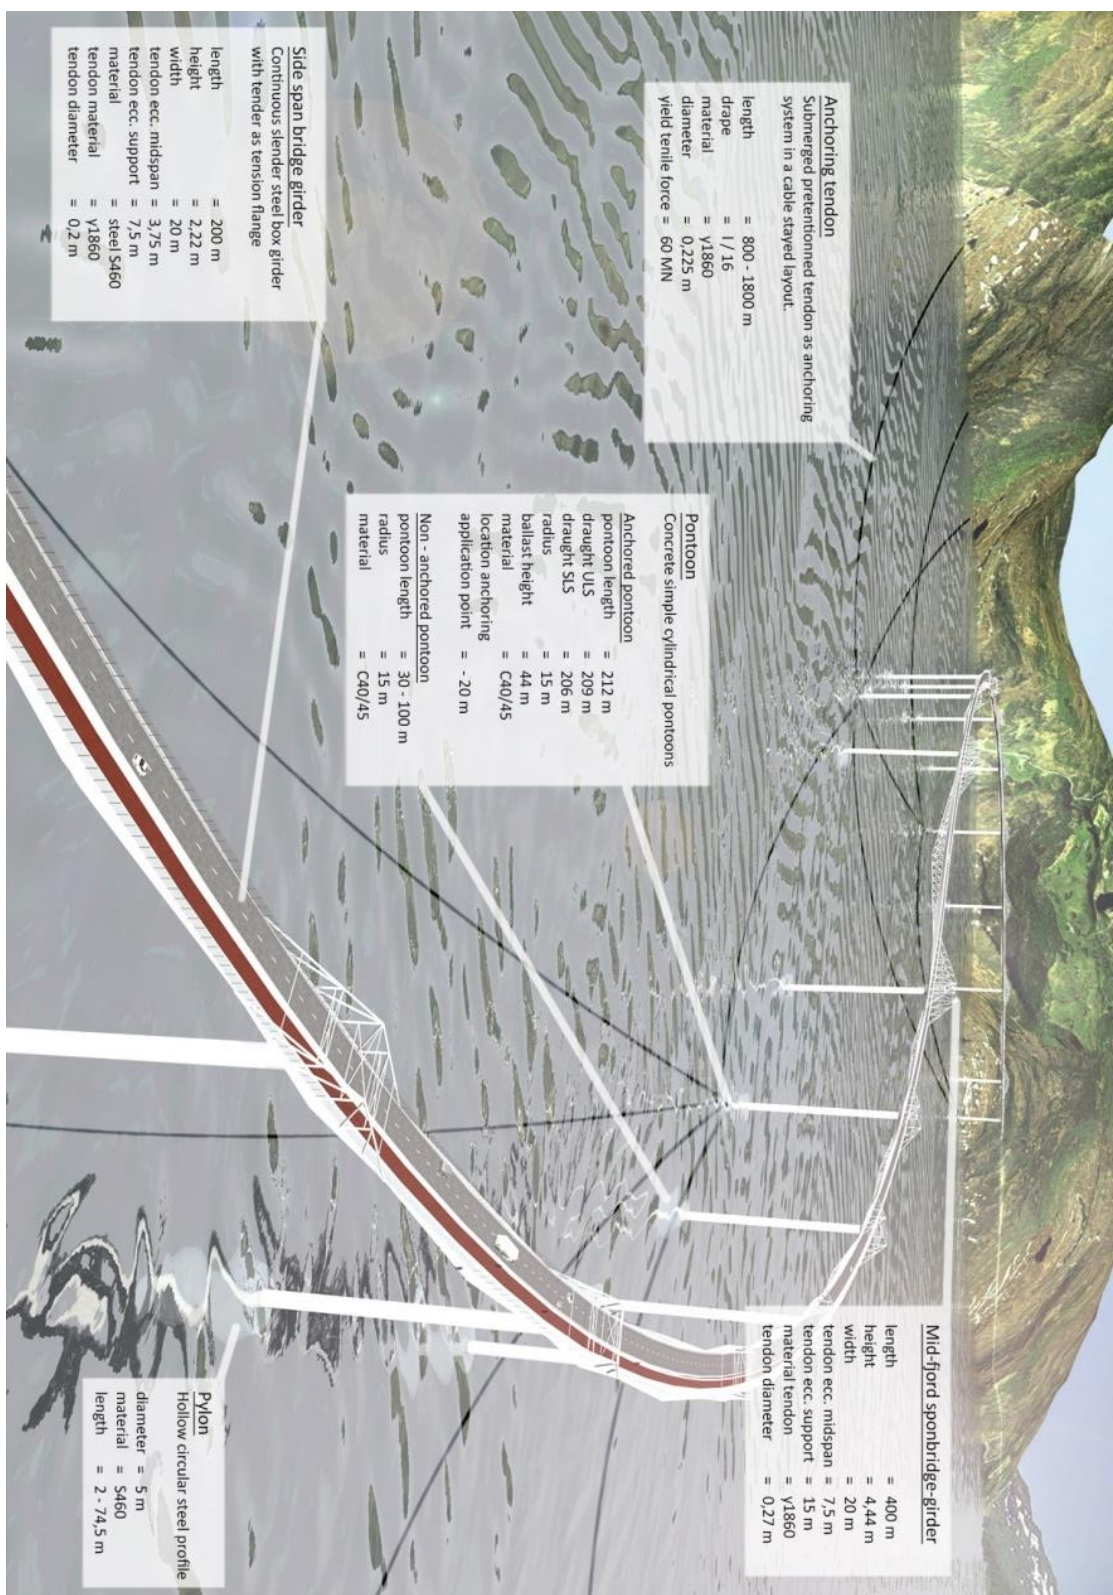 Anchoring tendon
Submerged pretentionned tendon as anchoring
system in a cable stayed layout.
length = 800 - 1800 m
drape = l / 16
material = y1860
diameter = 0,225 m
yield tenile force = 60 MN
Side span bridge girder
Continuous slender steel box girder
with tender as tension flange
length = 200 m
height = 2,22 m
width = 20 m
tendon ecc. midspan = 3,75 m
tendon ecc. support = 7,5 m
material = steel S460
tendon material = y1860
tendon diameter = 0,2 m
Pontoon
Concrete simple cylindrical pontoons
Anchored pontoon
pontoon length = 212 m
draught ULS = 209 m
draught SLS = 206 m
radius = 15 m
ballast height = 44 m
material = C40/45
location anchoring
application point = - 20 m
Non - anchored pontoon
pontoon length = 30 - 100 m
radius = 15 m
material = C40/45
Mid-fjord sponbridge-girder
length = 400 m
height = 4,44 m
width = 20 m
tendon ecc. midspan = 7,5 m
tendon ecc. support = 15 m
material tendon = y1860
tendon diameter = 0,27 m
Pylon
Hollow circular steel profile
diameter = 5 m
material = S460
length = 2 - 74,5 m